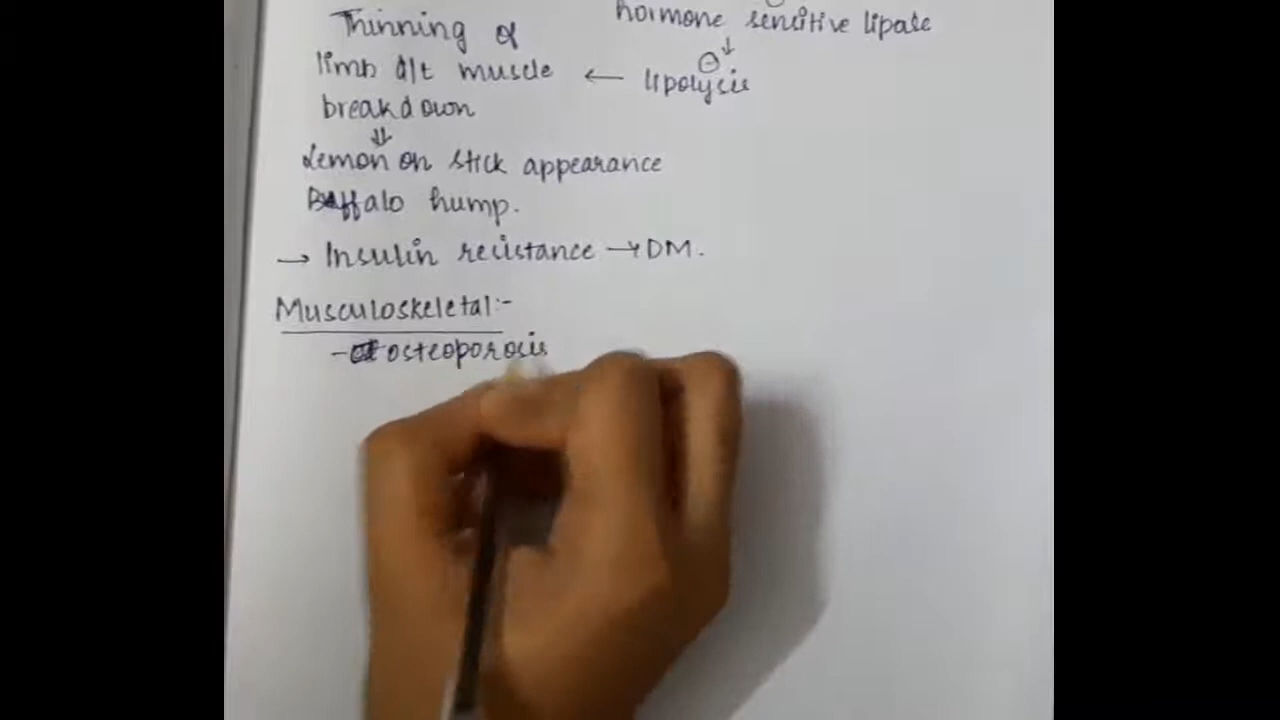 hormone sensitive lipase
Thinning of
↓
limb d/t muscle ← ⊖ lipolysis
breakdown
⇓
Lemon on stick appearance
Buffalo hump.
→ Insulin resistance → DM.
Musculoskeletal:-
- osteoporosis